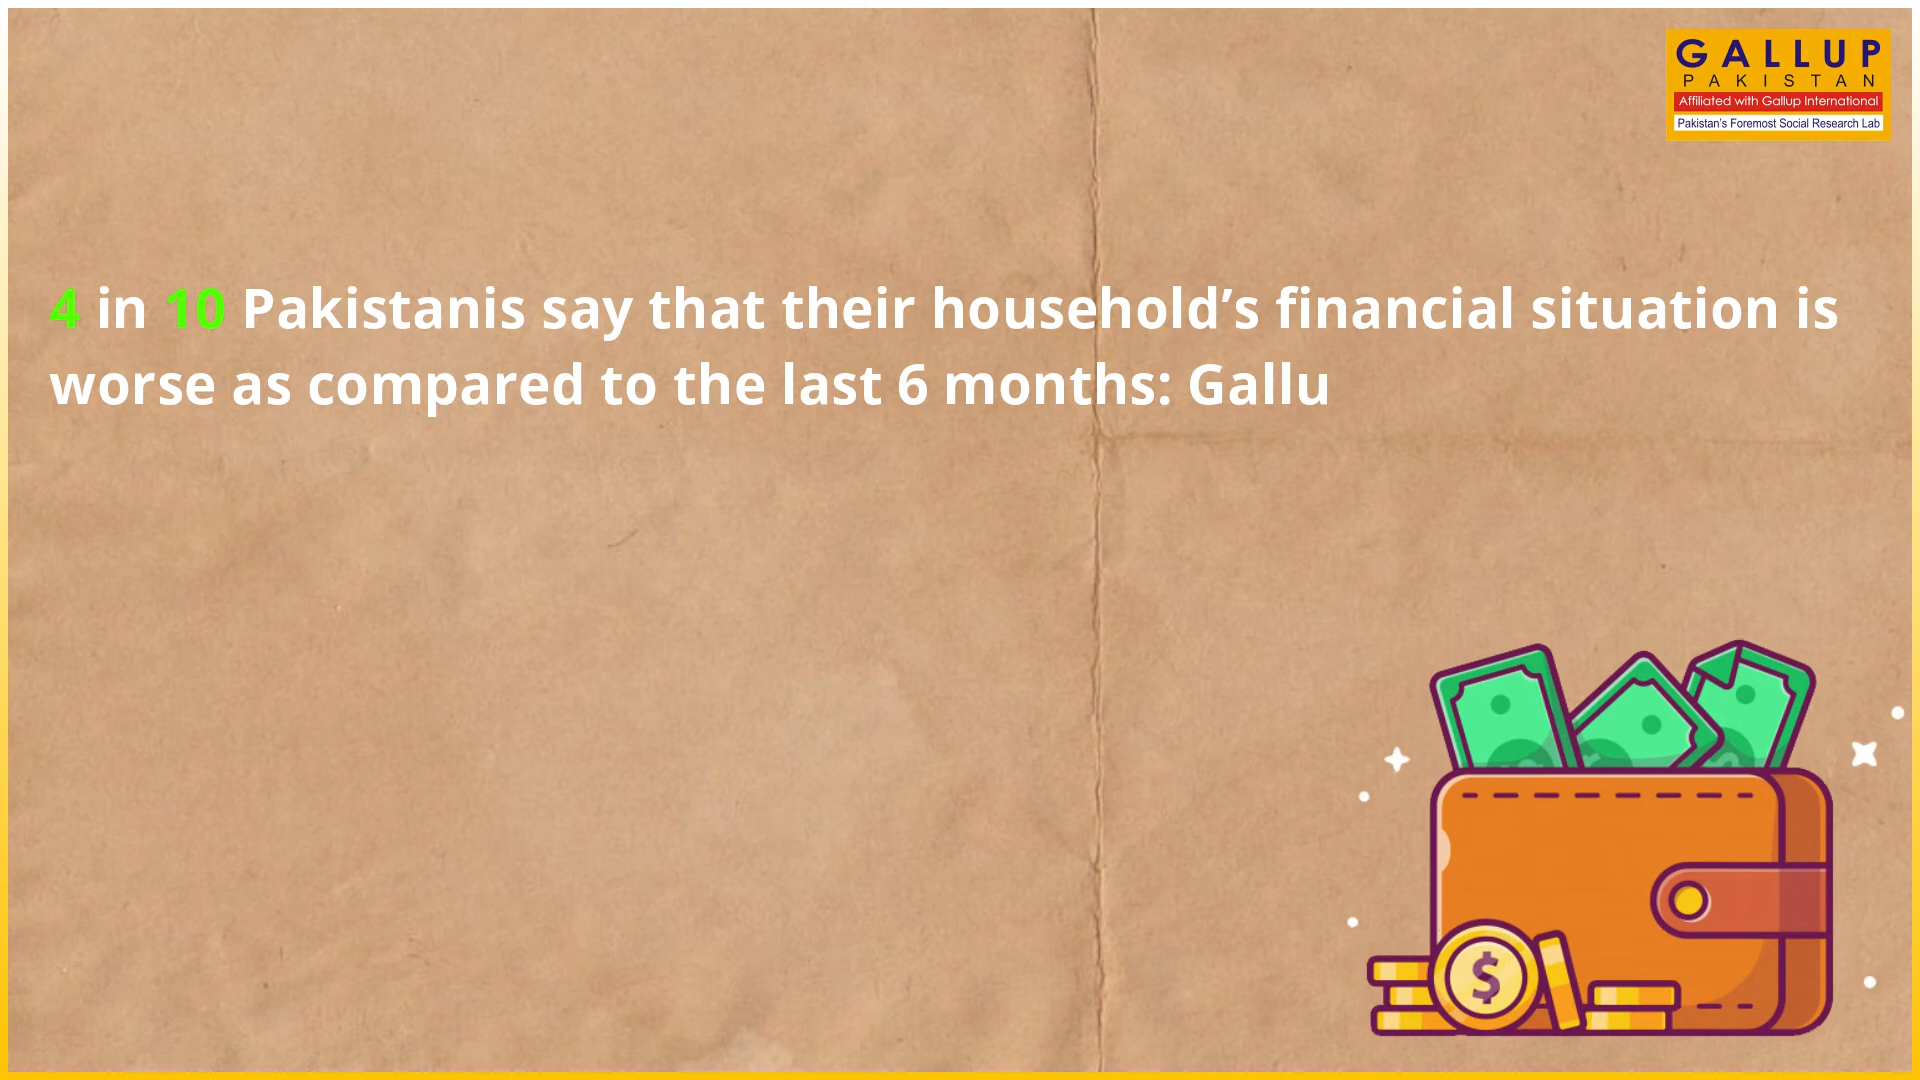 GALLUP
PAKISTAN
Affiliated with Gallup International
Pakistan's Foremost Social Research Lab
4 in 10 Pakistanis say that their household’s financial situation is
worse as compared to the last 6 months: Gallu
$